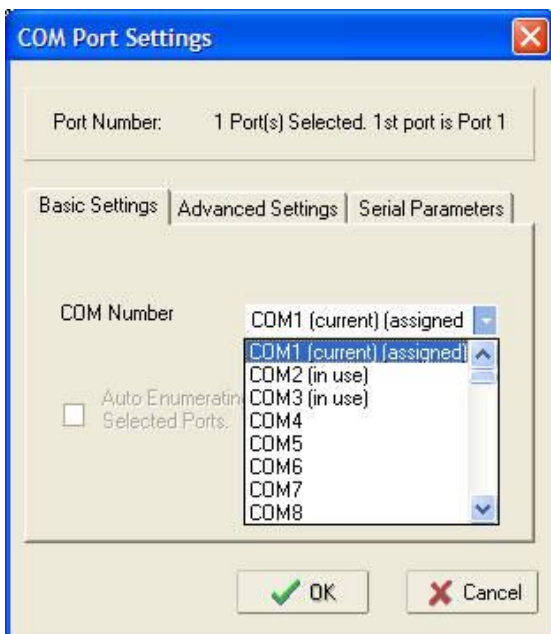 COM Port Settings
Port Number: 1 Port(s) Selected. 1st port is Port 1
Basic Settings Advanced Settings Serial Parameters
COM Number COM1 (current) (assigned
COM1 (current) (assigned)
COM2 (in use)
Auto Enumerating COM3 (in use)
Selected Ports. COM4
COM5
COM6
COM7
COM8
OK Cancel